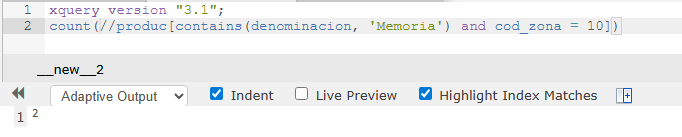 1 xquery version "3.1";
2 count(//produc[contains(denominacion, 'Memoria') and cod_zona = 10])
__new__2
Adaptive Output Indent Live Preview Highlight Index Matches
1 2